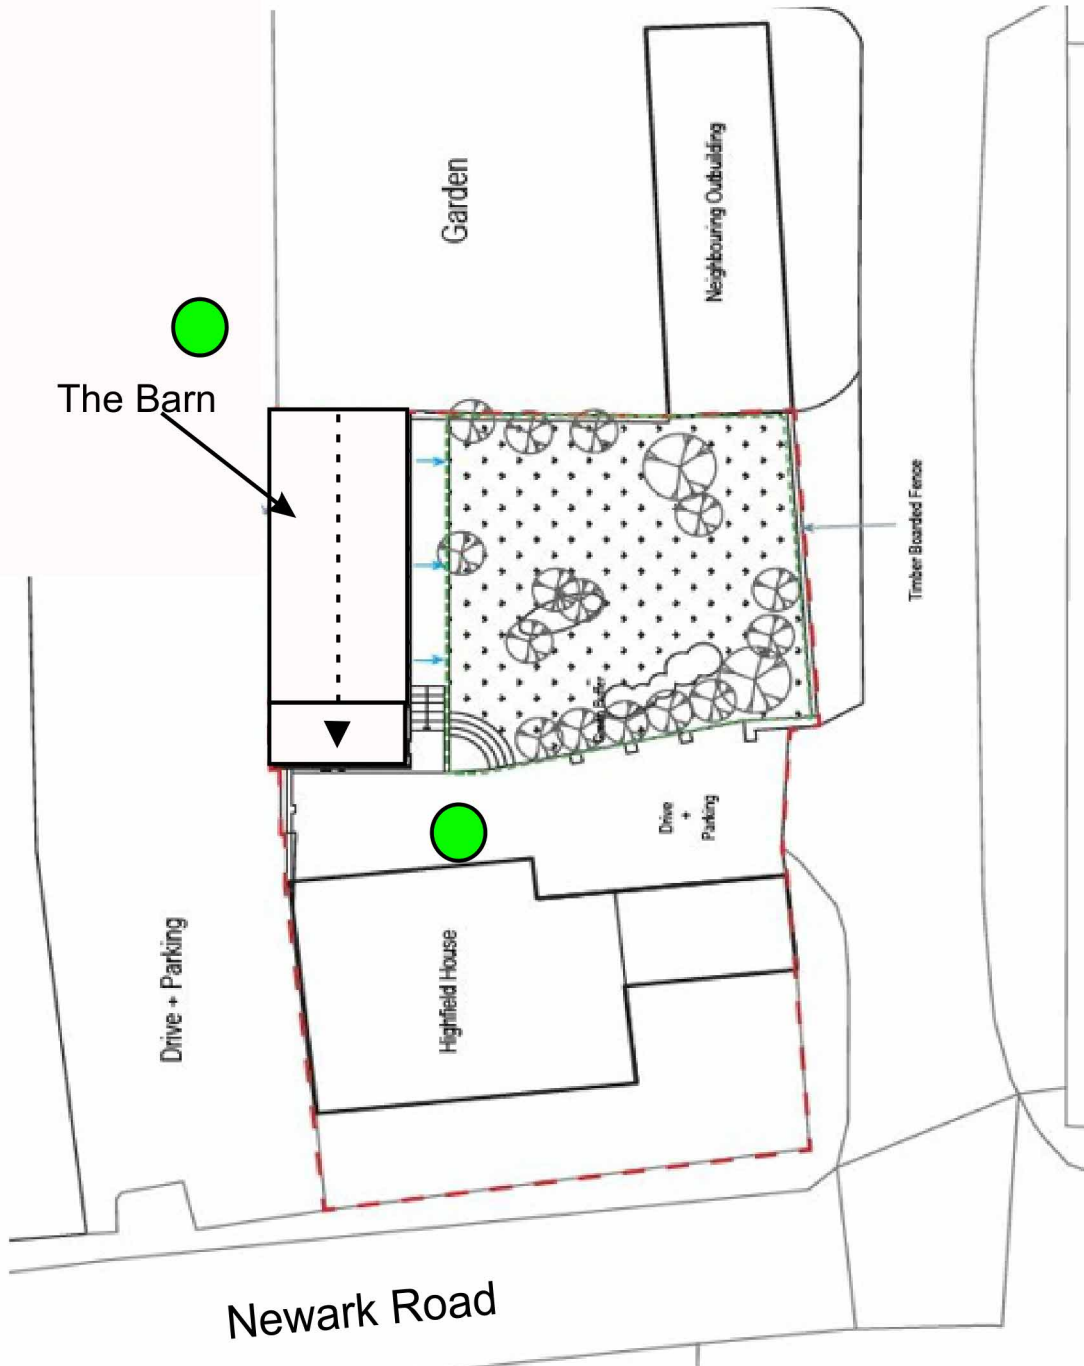 Garden
Neighbouring Outbuilding
The Barn
Timber Boarded Fence
Drive
+
Parking
Drive + Parking
Highfield House
Newark Road